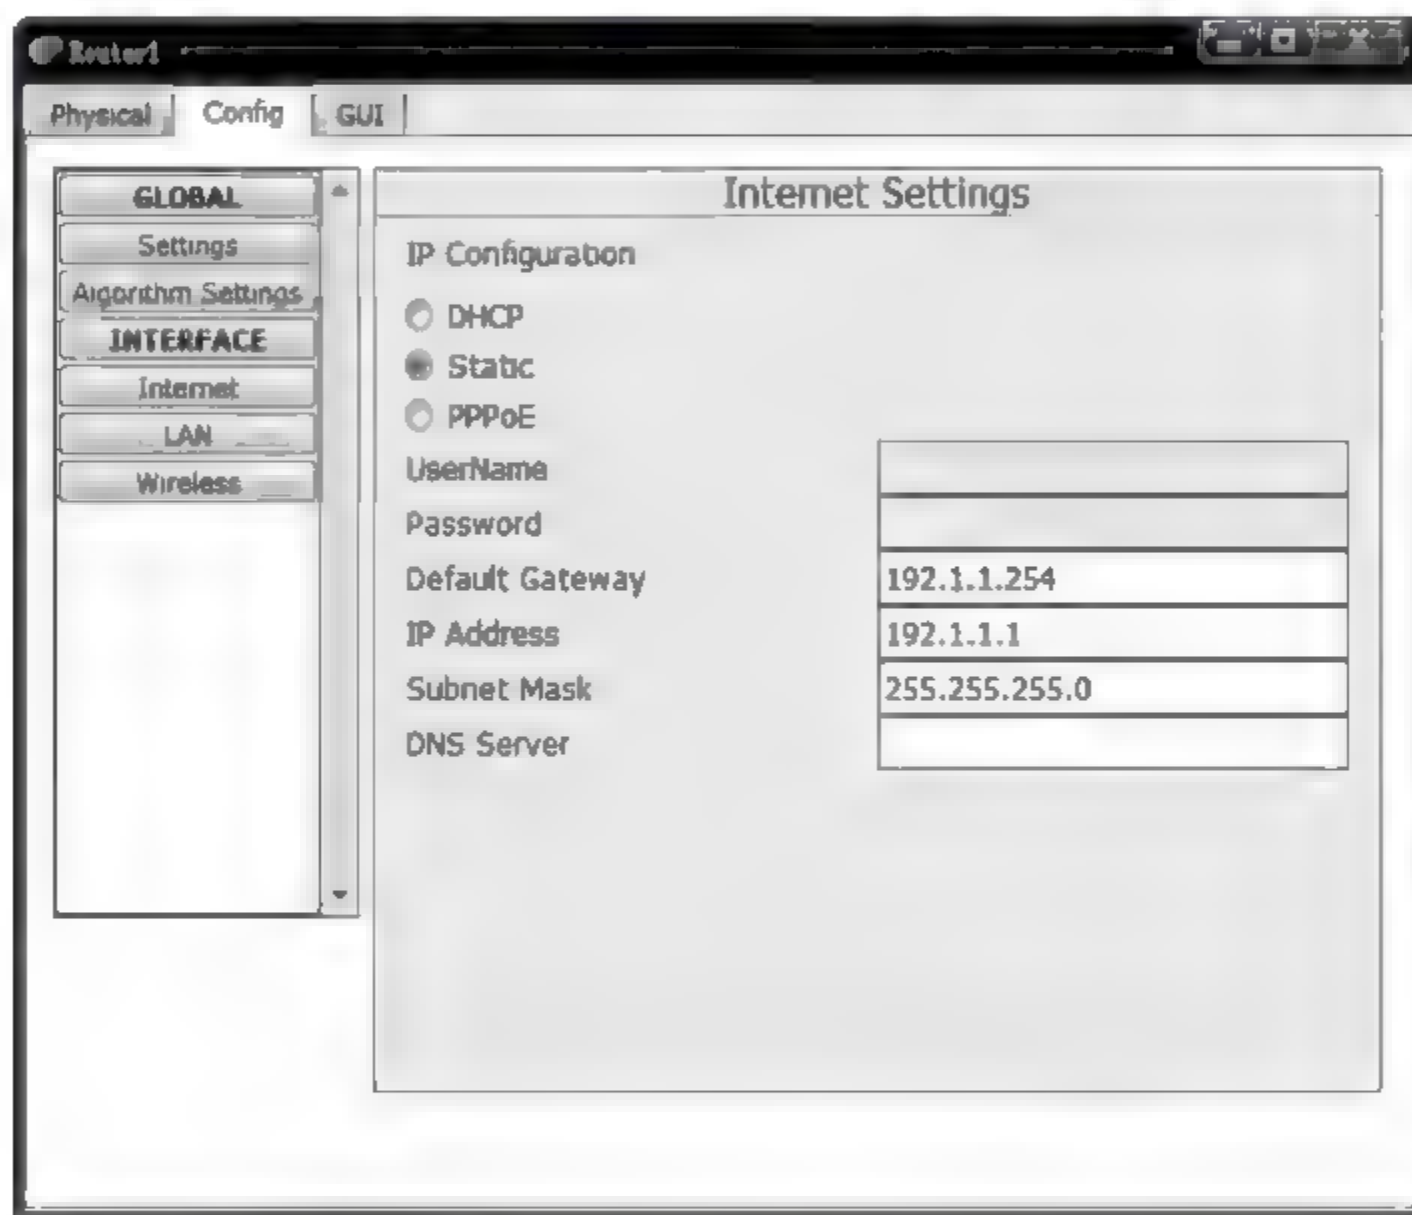 Router1
Physical Config GUI
GLOBAL
Settings
Algorithm Settings
INTERFACE
Internet
LAN
Wireless
Internet Settings
IP Configuration
DHCP
Static
PPPoE
UserName
Password
Default Gateway 192.1.1.254
IP Address 192.1.1.1
Subnet Mask 255.255.255.0
DNS Server